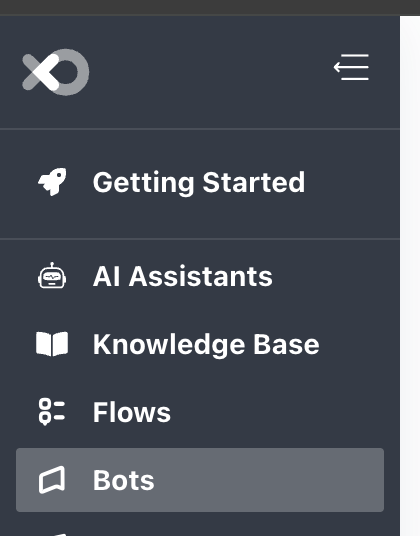 Getting Started
AI Assistants
Knowledge Base
Flows
Bots